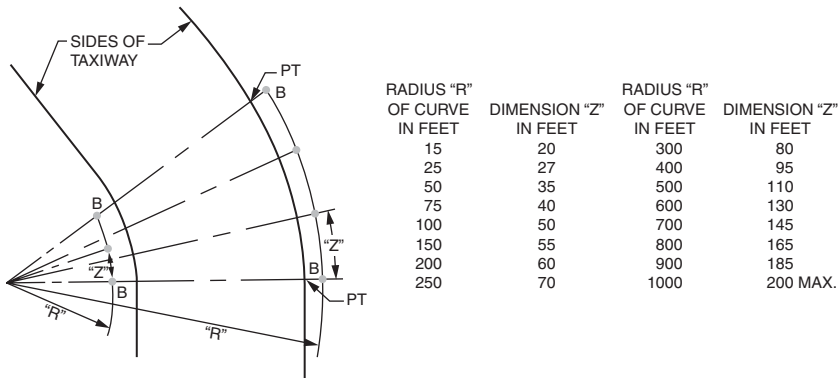 SIDES OF
TAXIWAY
PT
B
B
"Z"
B
"Z"
B
PT
"R"
"R"
RADIUS "R" OF CURVE IN FEET DIMENSION "Z" IN FEET RADIUS "R" OF CURVE IN FEET DIMENSION "Z" IN FEET
15 20 300 80
25 27 400 95
50 35 500 110
75 40 600 130
100 50 700 145
150 55 800 165
200 60 900 185
250 70 1000 200 MAX.